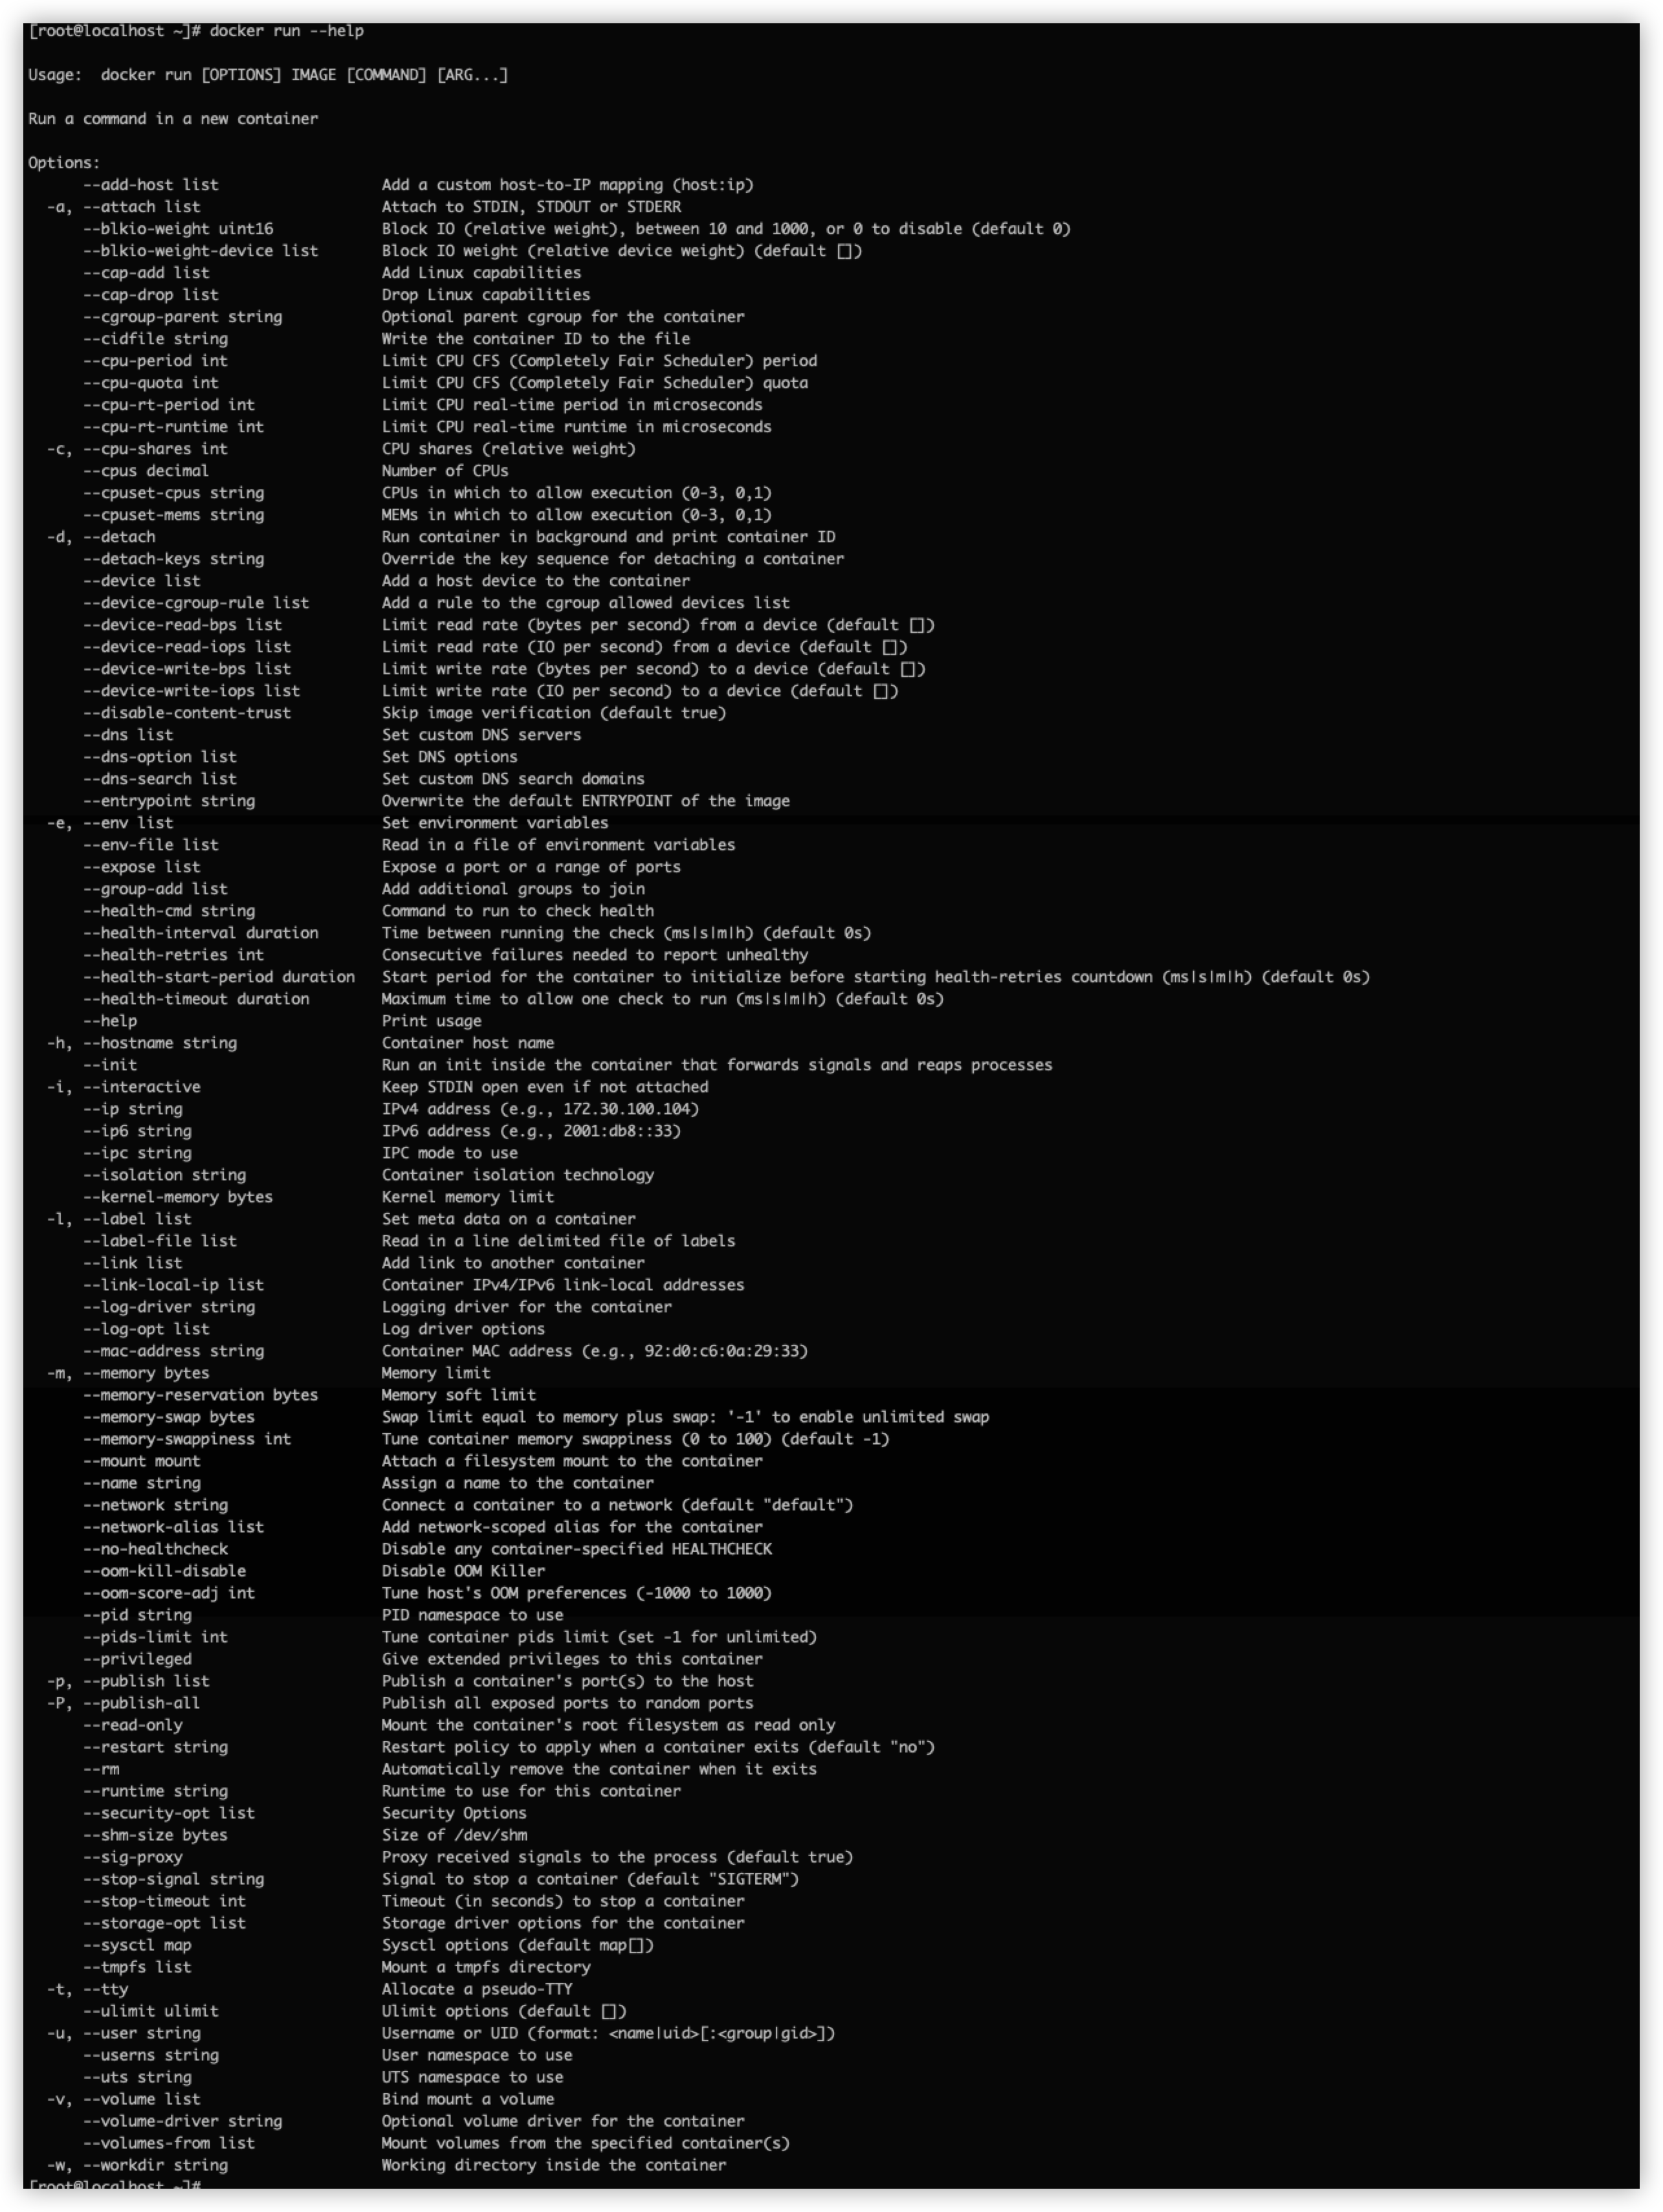 [root@localhost ~]# docker run --help

Usage:  docker run [OPTIONS] IMAGE [COMMAND] [ARG...]

Run a command in a new container

Options:
      --add-host list                  Add a custom host-to-IP mapping (host:ip)
  -a, --attach list                    Attach to STDIN, STDOUT or STDERR
      --blkio-weight uint16            Block IO (relative weight), between 10 and 1000, or 0 to disable (default 0)
      --blkio-weight-device list       Block IO weight (relative device weight) (default [])
      --cap-add list                   Add Linux capabilities
      --cap-drop list                  Drop Linux capabilities
      --cgroup-parent string           Optional parent cgroup for the container
      --cidfile string                 Write the container ID to the file
      --cpu-period int                 Limit CPU CFS (Completely Fair Scheduler) period
      --cpu-quota int                  Limit CPU CFS (Completely Fair Scheduler) quota
      --cpu-rt-period int              Limit CPU real-time period in microseconds
      --cpu-rt-runtime int             Limit CPU real-time runtime in microseconds
  -c, --cpu-shares int                 CPU shares (relative weight)
      --cpus decimal                   Number of CPUs
      --cpuset-cpus string             CPUs in which to allow execution (0-3, 0,1)
      --cpuset-mems string             MEMs in which to allow execution (0-3, 0,1)
  -d, --detach                         Run container in background and print container ID
      --detach-keys string             Override the key sequence for detaching a container
      --device list                    Add a host device to the container
      --device-cgroup-rule list        Add a rule to the cgroup allowed devices list
      --device-read-bps list           Limit read rate (bytes per second) from a device (default [])
      --device-read-iops list          Limit read rate (IO per second) from a device (default [])
      --device-write-bps list          Limit write rate (bytes per second) to a device (default [])
      --device-write-iops list         Limit write rate (IO per second) to a device (default [])
      --disable-content-trust          Skip image verification (default true)
      --dns list                       Set custom DNS servers
      --dns-option list                Set DNS options
      --dns-search list                Set custom DNS search domains
      --entrypoint string              Overwrite the default ENTRYPOINT of the image
  -e, --env list                       Set environment variables
      --env-file list                  Read in a file of environment variables
      --expose list                    Expose a port or a range of ports
      --group-add list                 Add additional groups to join
      --health-cmd string              Command to run to check health
      --health-interval duration       Time between running the check (ms|s|m|h) (default 0s)
      --health-retries int             Consecutive failures needed to report unhealthy
      --health-start-period duration   Start period for the container to initialize before starting health-retries countdown (ms|s|m|h) (default 0s)
      --health-timeout duration        Maximum time to allow one check to run (ms|s|m|h) (default 0s)
      --help                           Print usage
  -h, --hostname string                Container host name
      --init                           Run an init inside the container that forwards signals and reaps processes
  -i, --interactive                    Keep STDIN open even if not attached
      --ip string                      IPv4 address (e.g., 172.30.100.104)
      --ip6 string                     IPv6 address (e.g., 2001:db8::33)
      --ipc string                     IPC mode to use
      --isolation string               Container isolation technology
      --kernel-memory bytes            Kernel memory limit
  -l, --label list                     Set meta data on a container
      --label-file list                Read in a line delimited file of labels
      --link list                      Add link to another container
      --link-local-ip list             Container IPv4/IPv6 link-local addresses
      --log-driver string              Logging driver for the container
      --log-opt list                   Log driver options
      --mac-address string             Container MAC address (e.g., 92:d0:c6:0a:29:33)
  -m, --memory bytes                   Memory limit
      --memory-reservation bytes       Memory soft limit
      --memory-swap bytes              Swap limit equal to memory plus swap: '-1' to enable unlimited swap
      --memory-swappiness int          Tune container memory swappiness (0 to 100) (default -1)
      --mount mount                    Attach a filesystem mount to the container
      --name string                    Assign a name to the container
      --network string                 Connect a container to a network (default "default")
      --network-alias list             Add network-scoped alias for the container
      --no-healthcheck                 Disable any container-specified HEALTHCHECK
      --oom-kill-disable               Disable OOM Killer
      --oom-score-adj int              Tune host's OOM preferences (-1000 to 1000)
      --pid string                     PID namespace to use
      --pids-limit int                 Tune container pids limit (set -1 for unlimited)
      --privileged                     Give extended privileges to this container
  -p, --publish list                   Publish a container's port(s) to the host
  -P, --publish-all                    Publish all exposed ports to random ports
      --read-only                      Mount the container's root filesystem as read only
      --restart string                 Restart policy to apply when a container exits (default "no")
      --rm                             Automatically remove the container when it exits
      --runtime string                 Runtime to use for this container
      --security-opt list              Security Options
      --shm-size bytes                 Size of /dev/shm
      --sig-proxy                      Proxy received signals to the process (default true)
      --stop-signal string             Signal to stop a container (default "SIGTERM")
      --stop-timeout int               Timeout (in seconds) to stop a container
      --storage-opt list               Storage driver options for the container
      --sysctl map                     Sysctl options (default map[])
      --tmpfs list                     Mount a tmpfs directory
  -t, --tty                            Allocate a pseudo-TTY
      --ulimit ulimit                  Ulimit options (default [])
  -u, --user string                    Username or UID (format: <name|uid>[:<group|gid>])
      --userns string                  User namespace to use
      --uts string                     UTS namespace to use
  -v, --volume list                    Bind mount a volume
      --volume-driver string           Optional volume driver for the container
      --volumes-from list              Mount volumes from the specified container(s)
  -w, --workdir string                 Working directory inside the container
[root@localhost ~]#